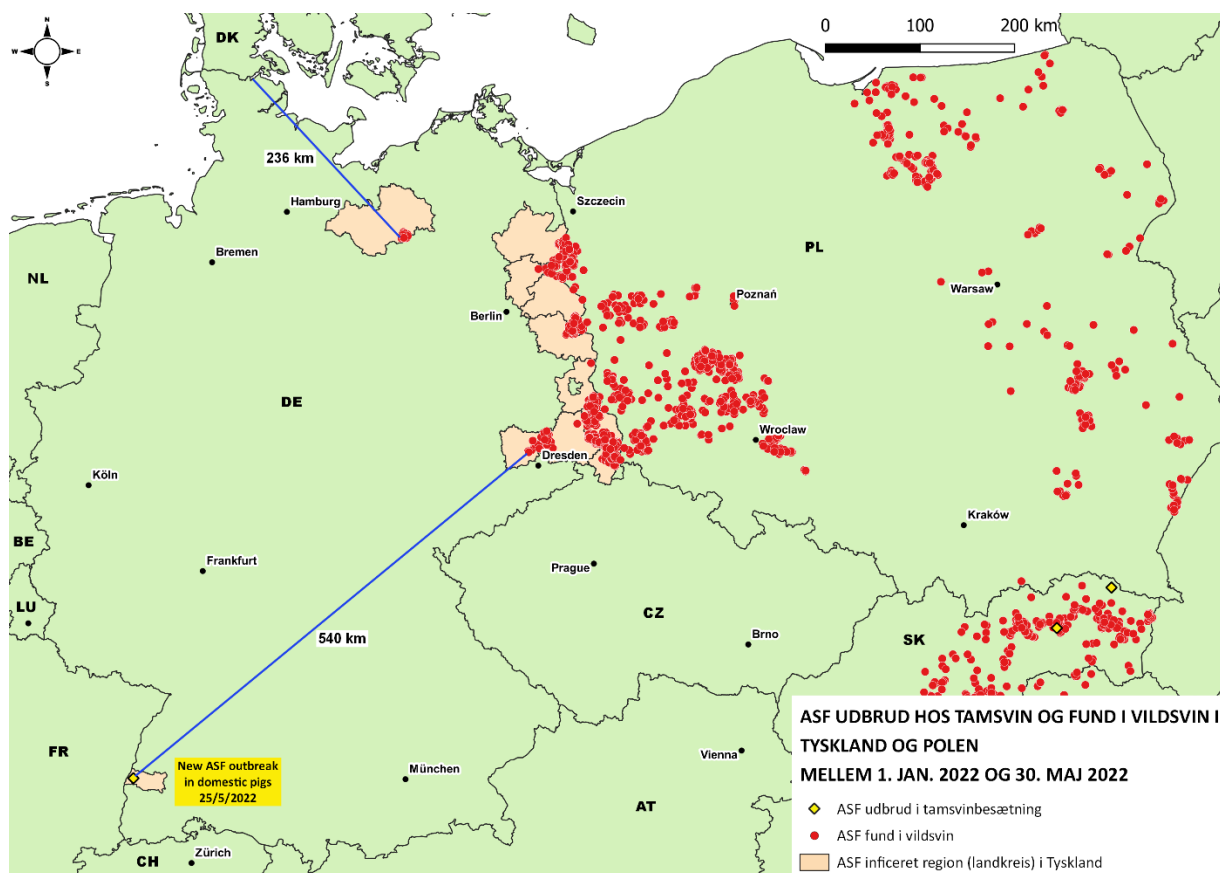 N
W
E
S
DK
0
100
200 km
236 km
Hamburg
Szczecin
Bremen
NL
PL
Warsaw
Poznań
Berlin
DE
Wroclaw
Dresden
Köln
Kraków
BE
Frankfurt
Prague
LU
CZ
540 km
SK
Brno
FR
Vienna
New ASF outbreak
in domestic pigs
25/5/2022
München
AT
CH
Zürich
ASF UDBRUD HOS TAMSVIN OG FUND I VILDSVIN I
TYSKLAND OG POLEN
MELLEM 1. JAN. 2022 OG 30. MAJ 2022
ASF udbrud i tamsvinbesætning
ASF fund i vildsvin
ASF inficeret region (landkreis) i Tyskland